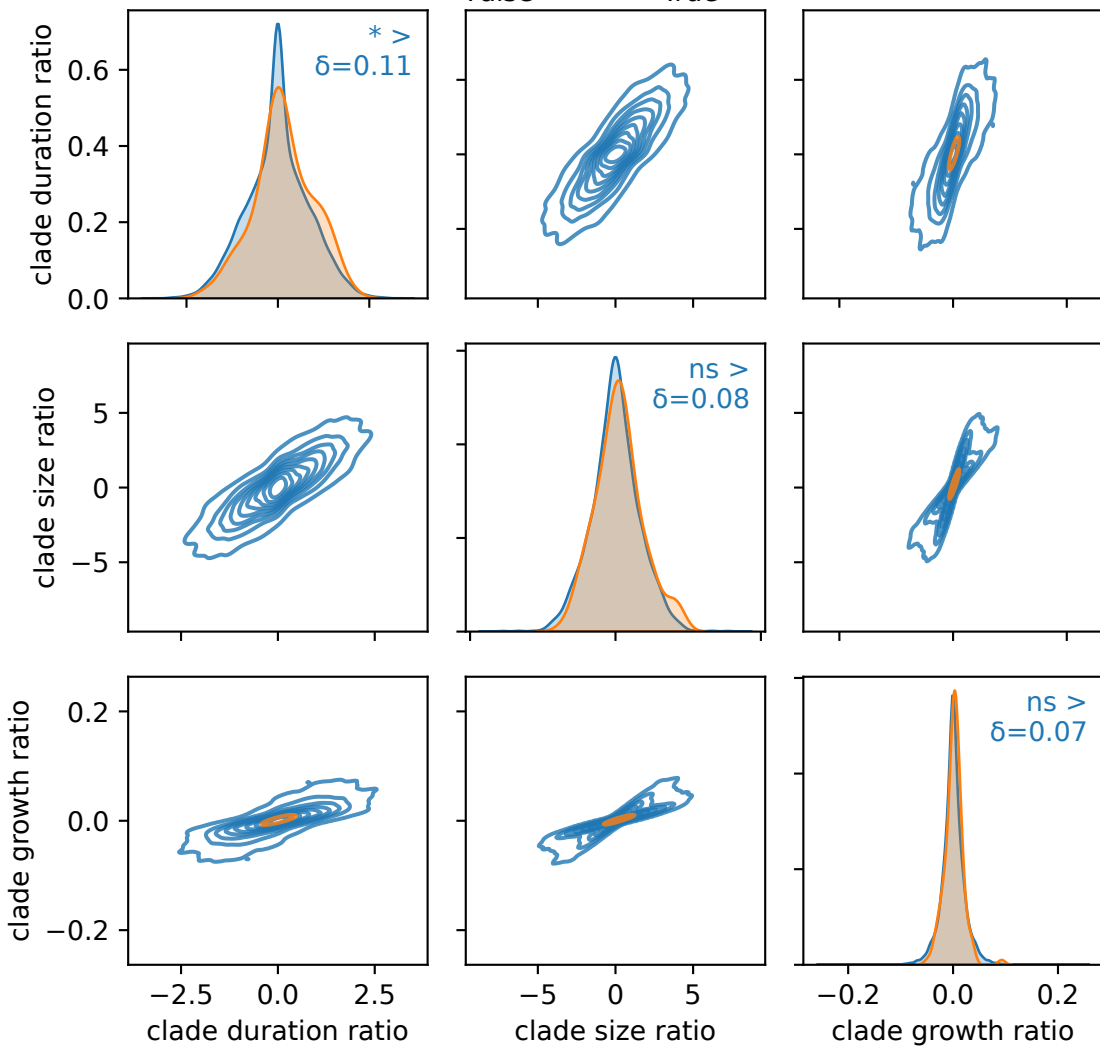 clade duration ratio
0.6
0.4
0.2
0.0
* >
δ=0.11
clade size ratio
5
0
−5
ns >
δ=0.08
clade growth ratio
0.2
0.0
−0.2
ns >
δ=0.07
−2.5 0.0 2.5
−5 0 5
−0.2 0.0 0.2
clade duration ratio
clade size ratio
clade growth ratio